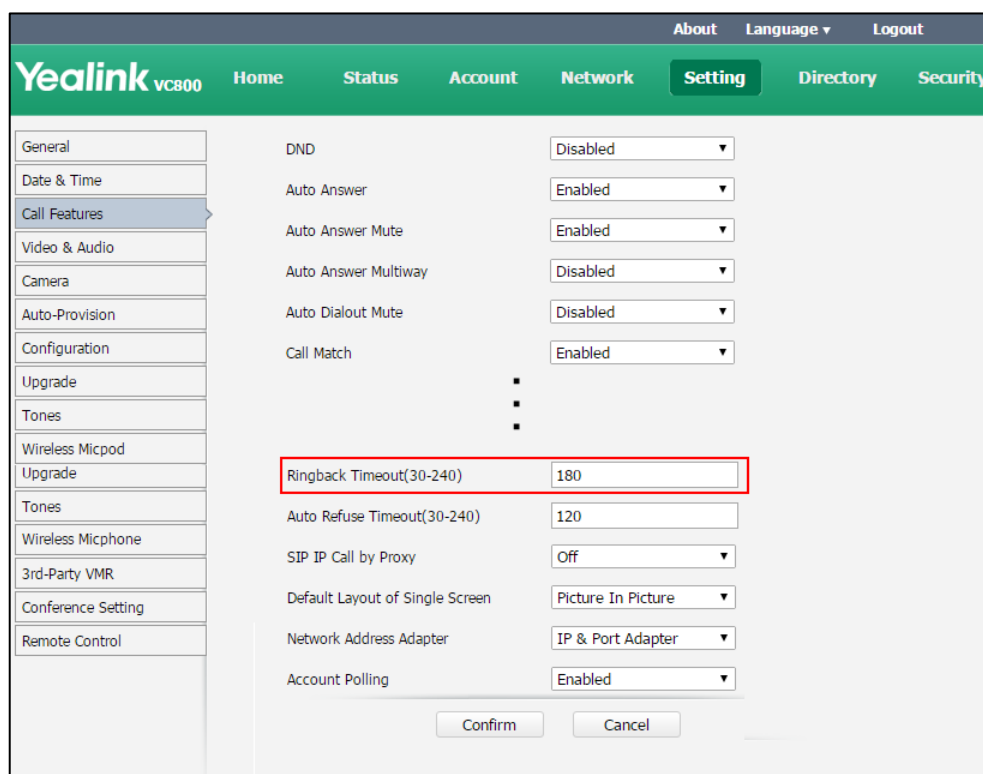 About Language ▾ Logout
Yealink VC800 Home Status Account Network Setting Directory Security
General
Date & Time
Call Features
Video & Audio
Camera
Auto-Provision
Configuration
Upgrade
Tones
Wireless Micpod
Upgrade
Tones
Wireless Micphone
3rd-Party VMR
Conference Setting
Remote Control
DND Disabled
Auto Answer Enabled
Auto Answer Mute Enabled
Auto Answer Multiway Disabled
Auto Dialout Mute Disabled
Call Match Enabled
Ringback Timeout(30-240) 180
Auto Refuse Timeout(30-240) 120
SIP IP Call by Proxy Off
Default Layout of Single Screen Picture In Picture
Network Address Adapter IP & Port Adapter
Account Polling Enabled
Confirm Cancel